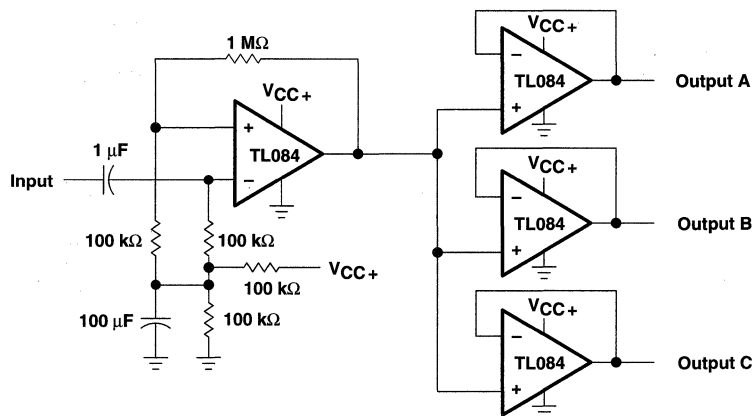 1 MΩ
VCC+
+
TL084
−
1 μF
Input
100 kΩ
100 kΩ
VCC+
100 kΩ
100 μF
100 kΩ
VCC+
−
TL084
+
Output A
VCC+
−
TL084
+
Output B
VCC+
−
TL084
+
Output C